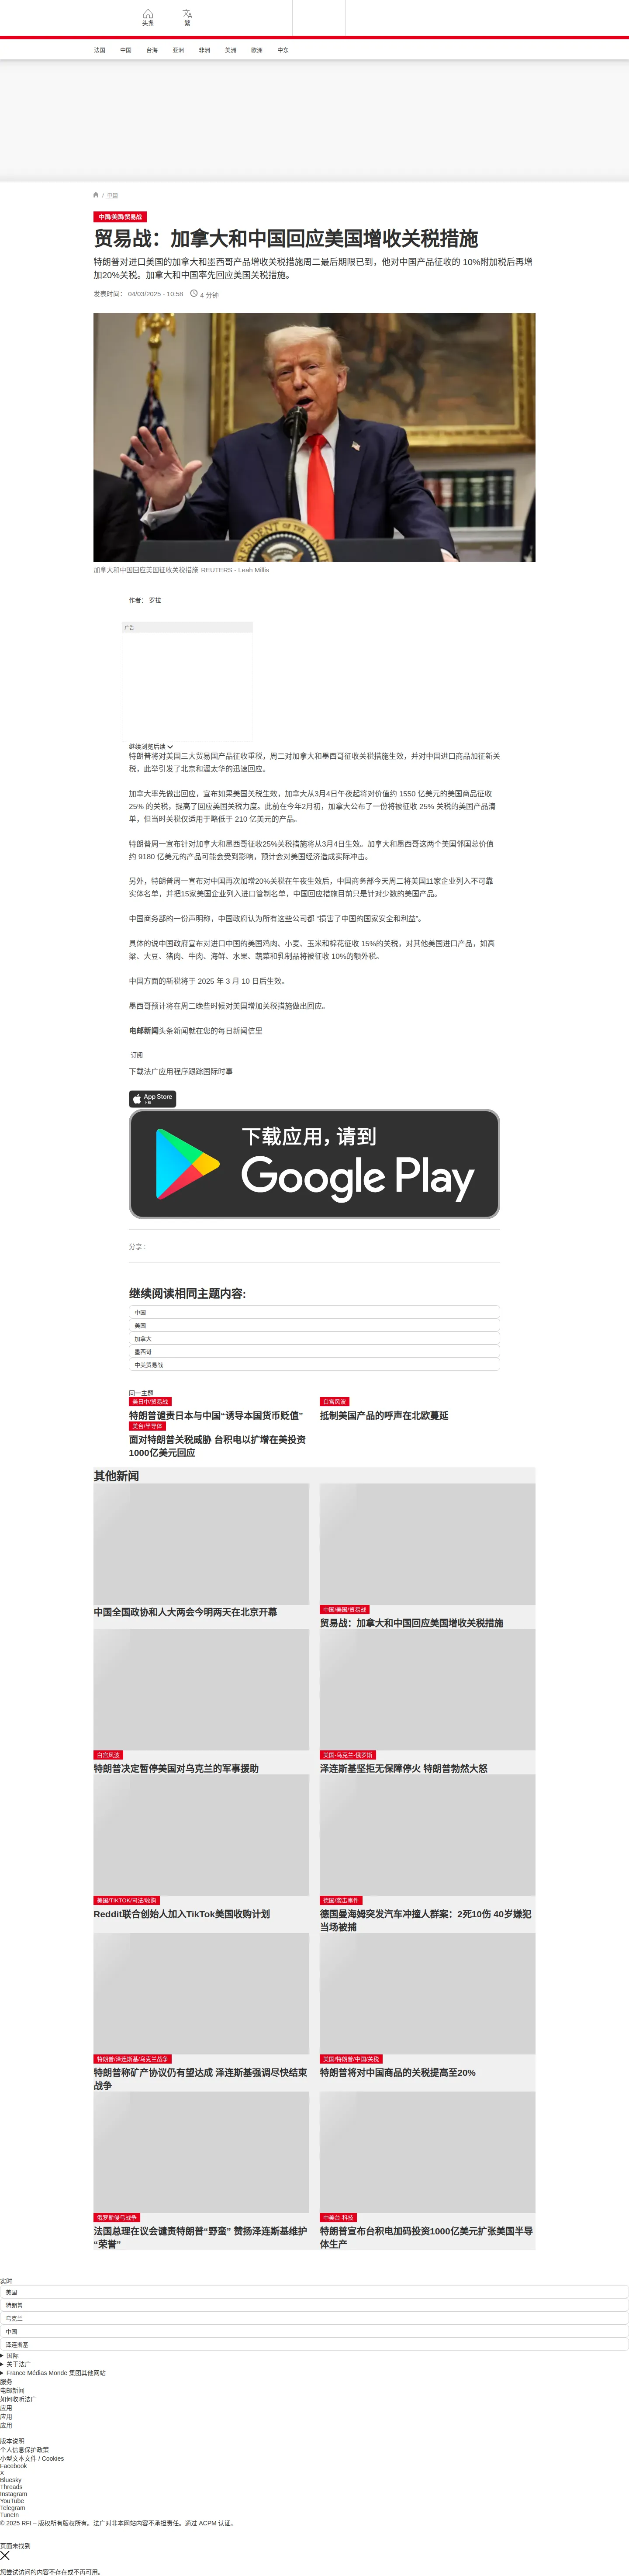 头条
繁
法国
中国
台海
亚洲
非洲
美洲
欧洲
中东
/ 中国
中国/美国/贸易战
贸易战：加拿大和中国回应美国增收关税措施
特朗普对进口美国的加拿大和墨西哥产品增收关税措施周二最后期限已到，他对中国产品征收的 10%附加税后再增
加20%关税。加拿大和中国率先回应美国关税措施。
发表时间： 04/03/2025 - 10:58
4 分钟
加拿大和中国回应美国征收关税措施 REUTERS - Leah Millis
作者： 罗拉
广告
继续浏览后续
特朗普将对美国三大贸易国产品征收重税，周二对加拿大和墨西哥征收关税措施生效，并对中国进口商品加征新关
税，此举引发了北京和渥太华的迅速回应。
加拿大率先做出回应，宣布如果美国关税生效，加拿大从3月4日午夜起将对价值约 1550 亿美元的美国商品征收
25% 的关税，提高了回应美国关税力度。此前在今年2月初，加拿大公布了一份将被征收 25% 关税的美国产品清
单，但当时关税仅适用于略低于 210 亿美元的产品。
特朗普周一宣布针对加拿大和墨西哥征收25%关税措施将从3月4日生效。加拿大和墨西哥这两个美国邻国总价值
约 9180 亿美元的产品可能会受到影响，预计会对美国经济造成实际冲击。
另外，特朗普周一宣布对中国再次加增20%关税在午夜生效后，中国商务部今天周二将美国11家企业列入不可靠
实体名单，并把15家美国企业列入进口管制名单，中国回应措施目前只是针对少数的美国产品。
中国商务部的一份声明称，中国政府认为所有这些公司都 “损害了中国的国家安全和利益”。
具体的说中国政府宣布对进口中国的美国鸡肉、小麦、玉米和棉花征收 15%的关税，对其他美国进口产品，如高
粱、大豆、猪肉、牛肉、海鲜、水果、蔬菜和乳制品将被征收 10%的额外税。
中国方面的新税将于 2025 年 3 月 10 日后生效。
墨西哥预计将在周二晚些时候对美国增加关税措施做出回应。
电邮新闻头条新闻就在您的每日新闻信里
订阅
下载法广应用程序跟踪国际时事
App Store
下载
下载应用，请到
Google Play
分享 :
继续阅读相同主题内容:
中国
美国
加拿大
墨西哥
中美贸易战
同一主题
美日中/贸易战
特朗普谴责日本与中国“诱导本国货币贬值”
白宫风波
抵制美国产品的呼声在北欧蔓延
美台/半导体
面对特朗普关税威胁 台积电以扩增在美投资
1000亿美元回应
其他新闻
中国全国政协和人大两会今明两天在北京开幕
中国/美国/贸易战
贸易战：加拿大和中国回应美国增收关税措施
白宫风波
特朗普决定暂停美国对乌克兰的军事援助
美国-乌克兰-俄罗斯
泽连斯基坚拒无保障停火 特朗普勃然大怒
美国/TIKTOK/司法/收购
Reddit联合创始人加入TikTok美国收购计划
德国/袭击事件
德国曼海姆突发汽车冲撞人群案：2死10伤 40岁嫌犯
当场被捕
特朗普/泽连斯基/乌克兰战争
特朗普称矿产协议仍有望达成 泽连斯基强调尽快结束
战争
美国/特朗普/中国/关税
特朗普将对中国商品的关税提高至20%
俄罗斯侵乌战争
法国总理在议会谴责特朗普“野蛮” 赞扬泽连斯基维护
“荣誉”
中美台·科技
特朗普宣布台积电加码投资1000亿美元扩张美国半导
体生产
实时
美国
特朗普
乌克兰
中国
泽连斯基
国际
关于法广
France Médias Monde 集团其他网站
服务
电邮新闻
如何收听法广
应用
应用
应用
版本说明
个人信息保护政策
小型文本文件 / Cookies
Facebook
X
Bluesky
Threads
Instagram
YouTube
Telegram
TuneIn
© 2025 RFI – 版权所有版权所有。法广对非本网站内容不承担责任。通过 ACPM 认证。
页面未找到
您尝试访问的内容不存在或不再可用。